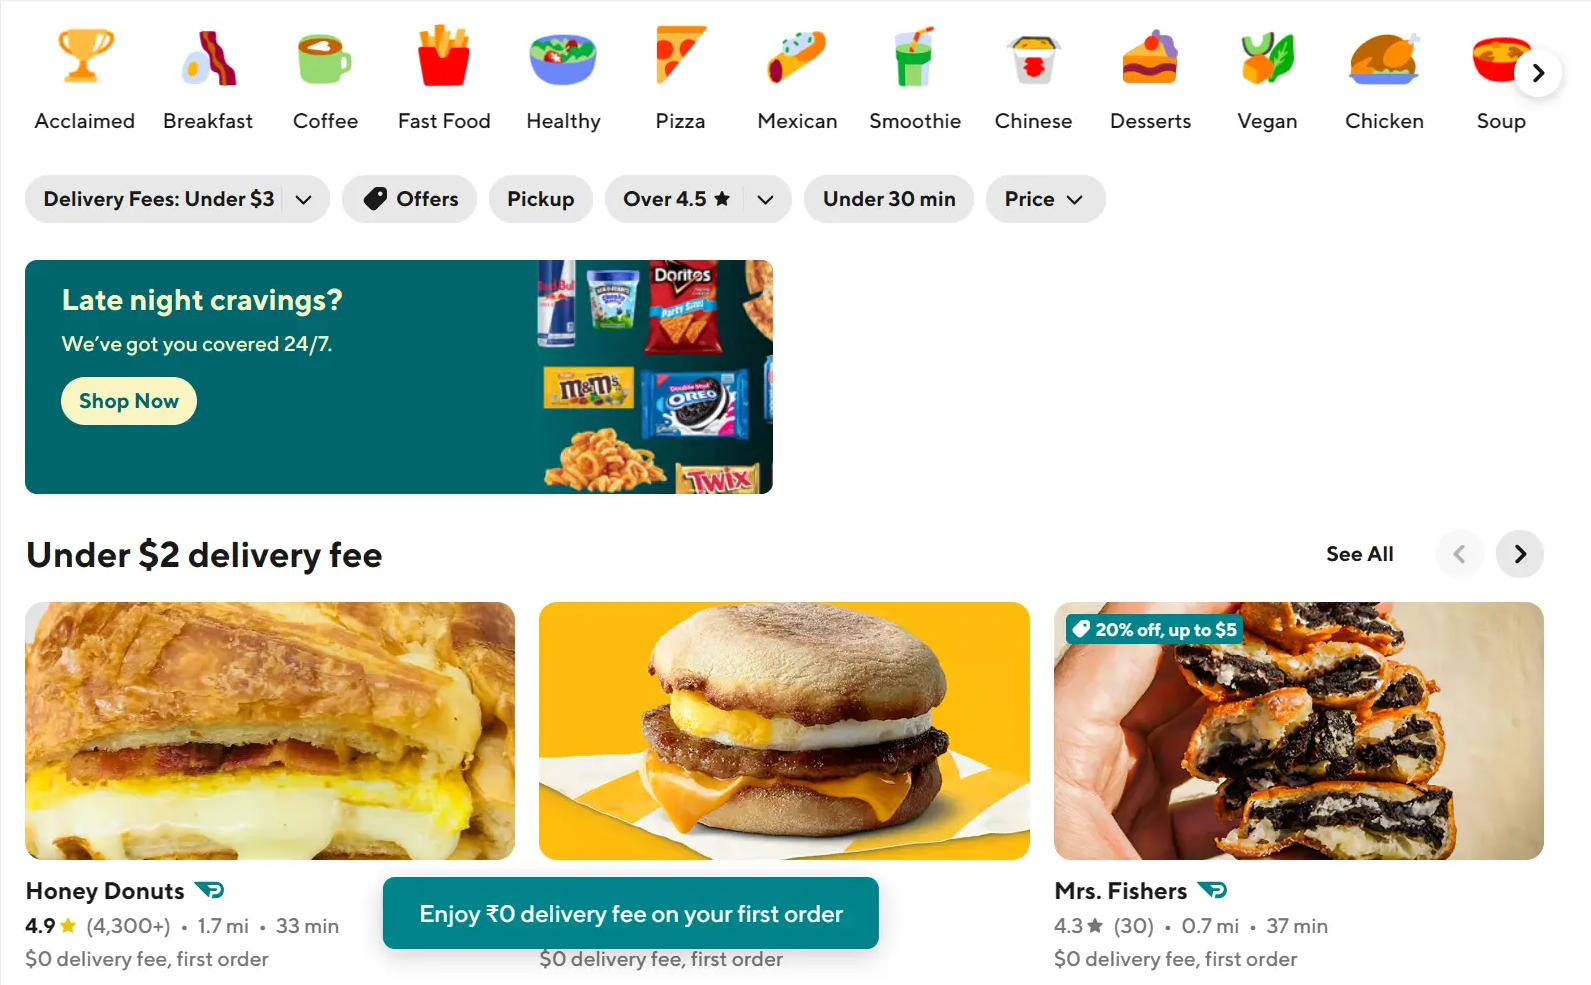 Acclaimed
Breakfast
Coffee
Fast Food
Healthy
Pizza
Mexican
Smoothie
Chinese
Desserts
Vegan
Chicken
Soup
Delivery Fees: Under $3
Offers
Pickup
Over 4.5 ★
Under 30 min
Price
Late night cravings?
We've got you covered 24/7.
Shop Now
Doritos
Party Size!
m&m's
Double Stuf
OREO
TWIX
Under $2 delivery fee
See All
20% off, up to $5
Honey Donuts
4.9 ★ (4,300+) • 1.7 mi • 33 min
$0 delivery fee, first order
Enjoy ₹0 delivery fee on your first order
$0 delivery fee, first order
Mrs. Fishers
4.3 ★ (30) • 0.7 mi • 37 min
$0 delivery fee, first order